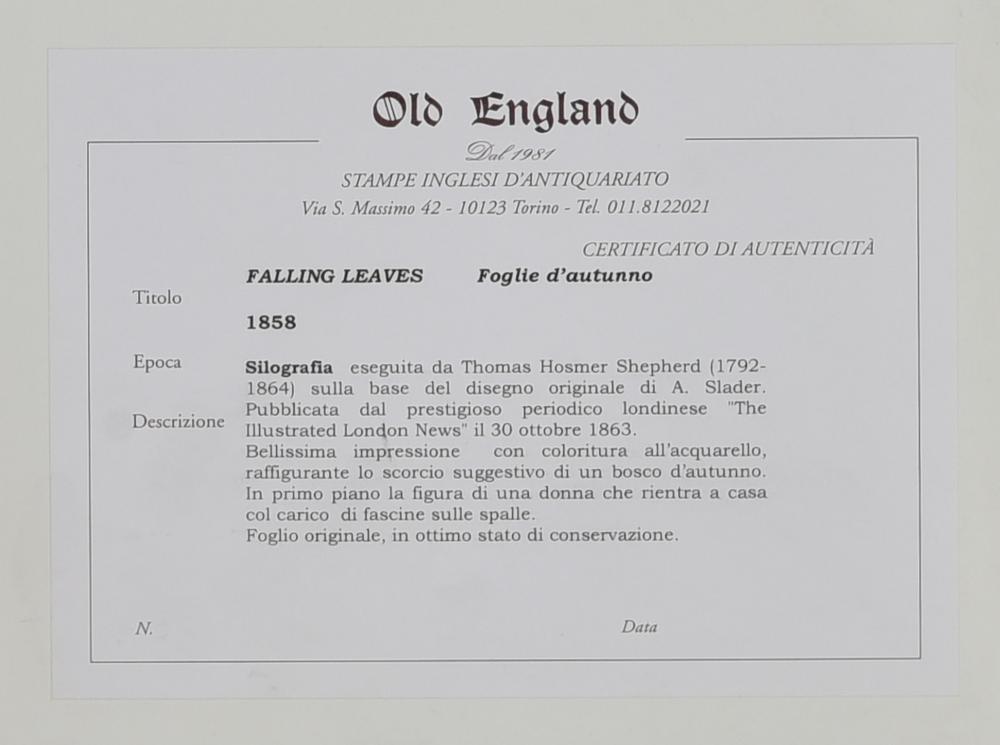 Old England
Dal 1981
STAMPE INGLESI D'ANTIQUARIATO
Via S. Massimo 42 - 10123 Torino - Tel. 011.8122021
CERTIFICATO DI AUTENTICITÀ
FALLING LEAVES Foglie d'autunno
Titolo
1858
Epoca
Silografia eseguita da Thomas Hosmer Shepherd (1792-
1864) sulla base del disegno originale di A. Slader.
Pubblicata dal prestigioso periodico londinese "The
Descrizione
Illustrated London News" il 30 ottobre 1863.
Bellissima impressione con coloritura all'acquarello,
raffigurante lo scorcio suggestivo di un bosco d'autunno.
In primo piano la figura di una donna che rientra a casa
col carico di fascine sulle spalle.
Foglio originale, in ottimo stato di conservazione.
N. Data